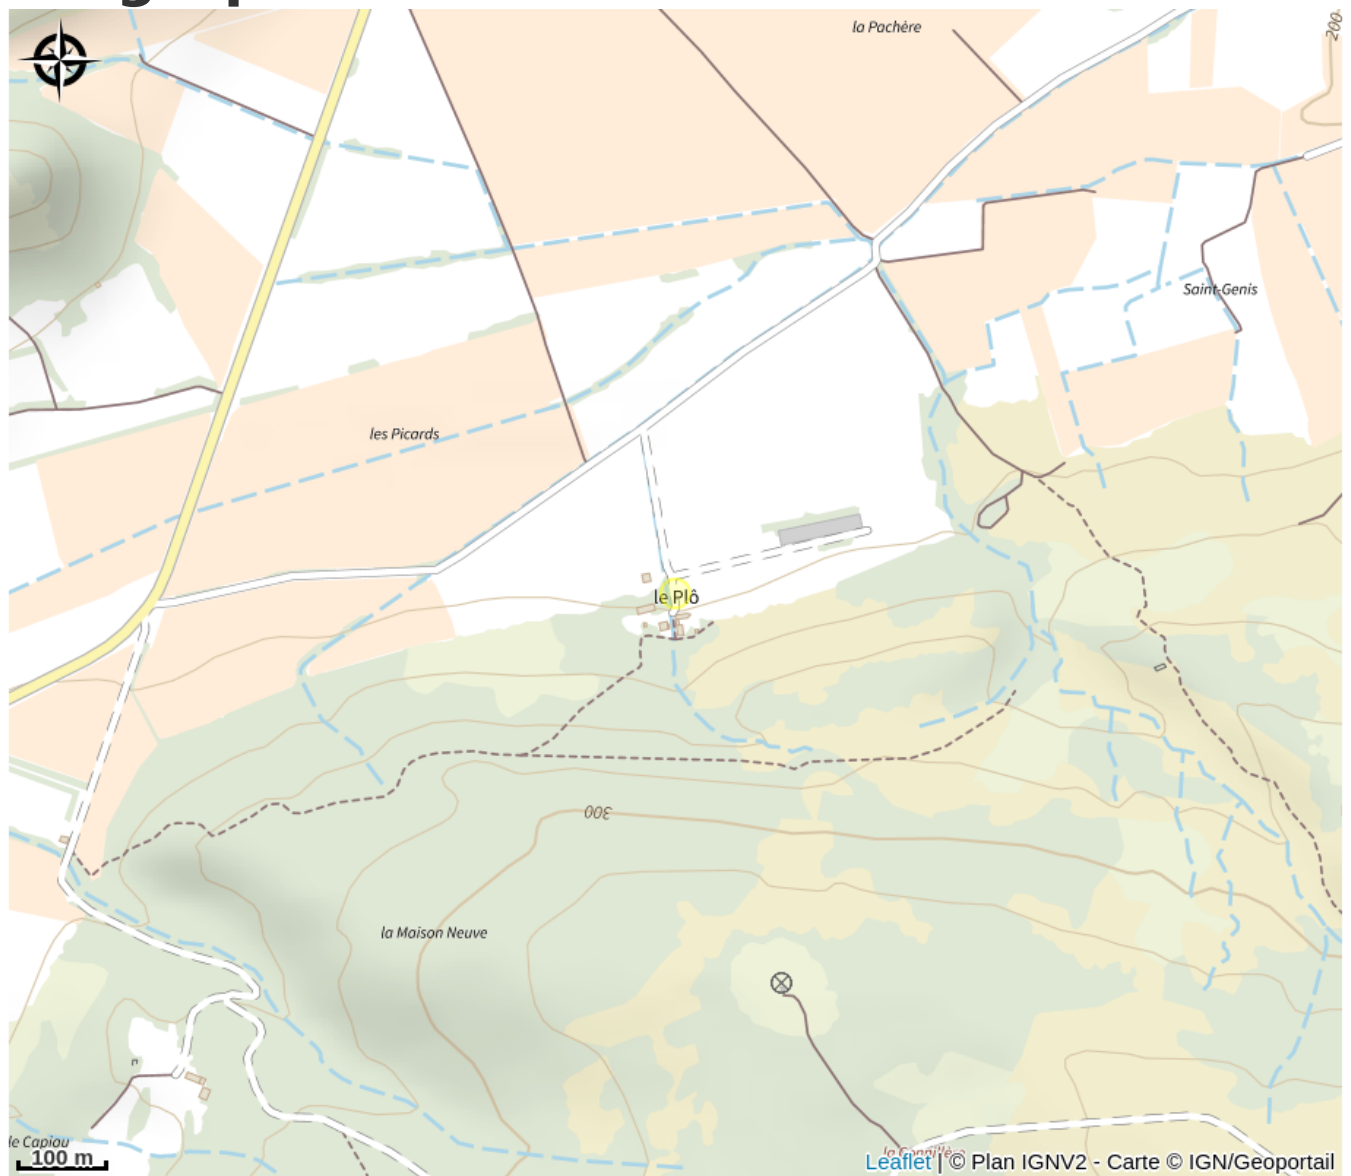 la Pachère
200
Saint-Genis
les Picards
le Plô
300
la Maison Neuve
le Capiou
100 m
Leaflet | © Plan IGNV2 - Carte © IGN/Geoportail